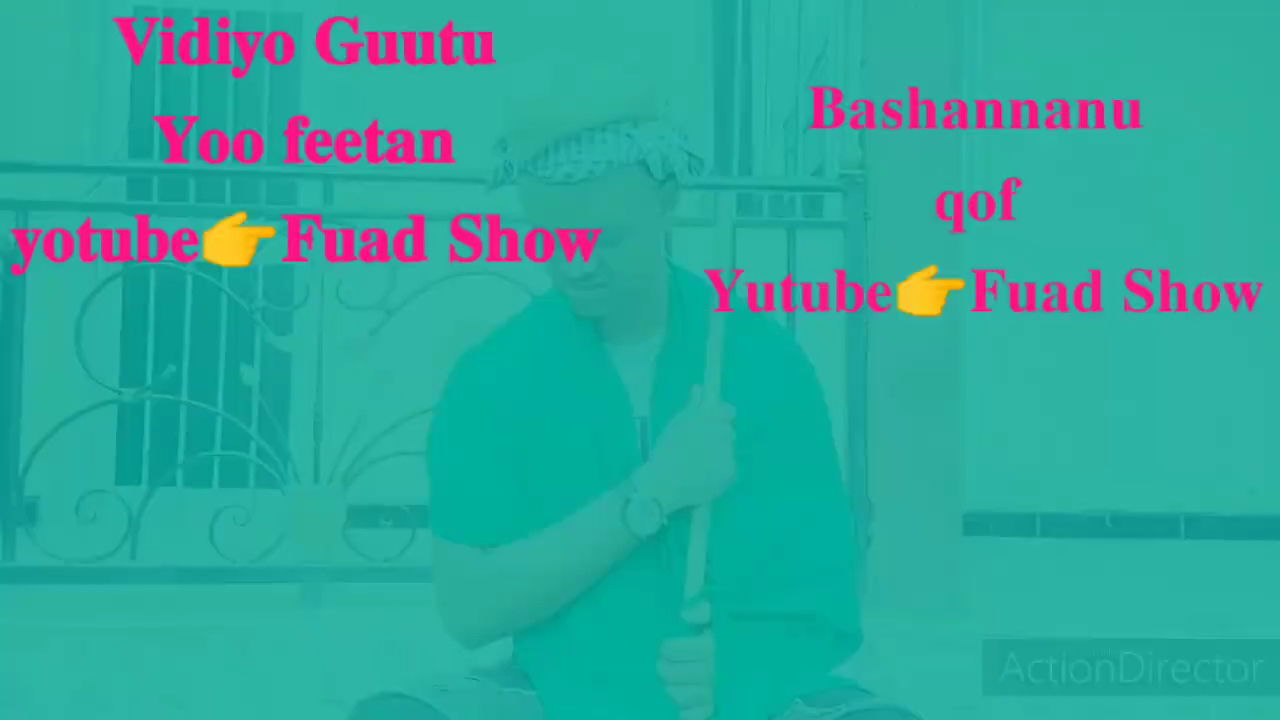 Vidiyo Guutu
Yoo feetan
yotube👉Fuad Show
Bashannanu
qof
Yutube👉Fuad Show
ActionDirector